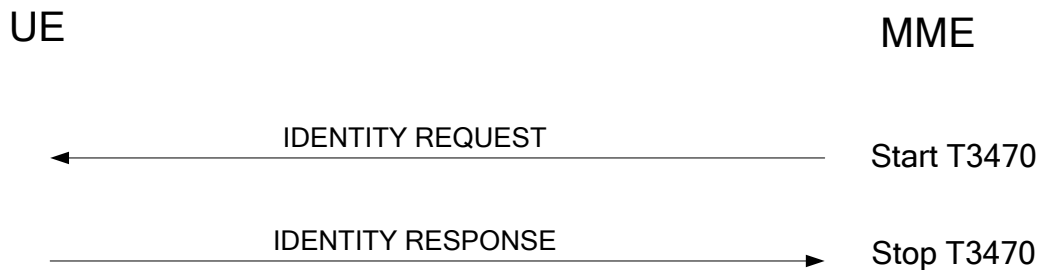 UE
MME
IDENTITY REQUEST
Start T3470
IDENTITY RESPONSE
Stop T3470